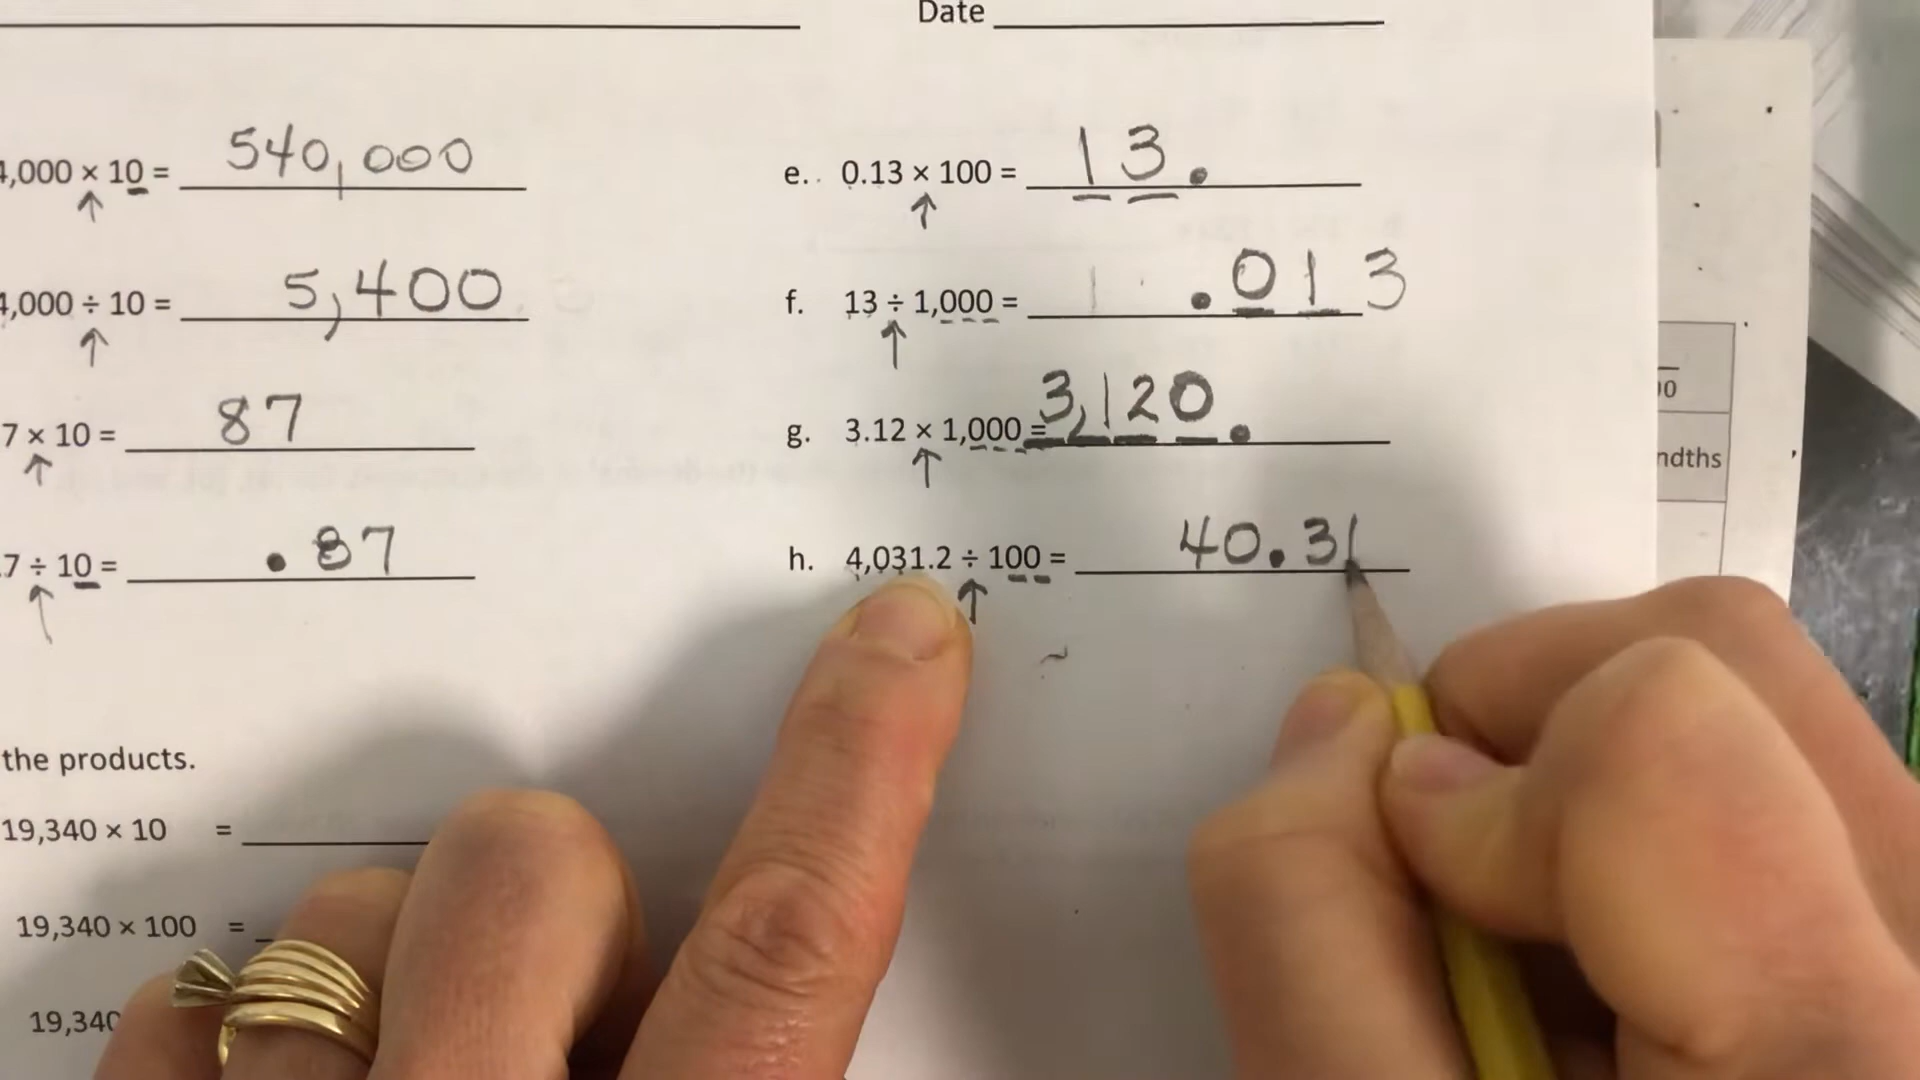 Date
4,000 × 10 = 540,000
4,000 ÷ 10 = 5,400
7 × 10 = 87
.7 ÷ 10 = .87
e. 0.13 × 100 = 13.
f. 13 ÷ 1,000 = .013
g. 3.12 × 1,000 = 3,120.
h. 4,031.2 ÷ 100 = 40.31
the products.
19,340 × 10 =
19,340 × 100 =
19,340
00
ndths